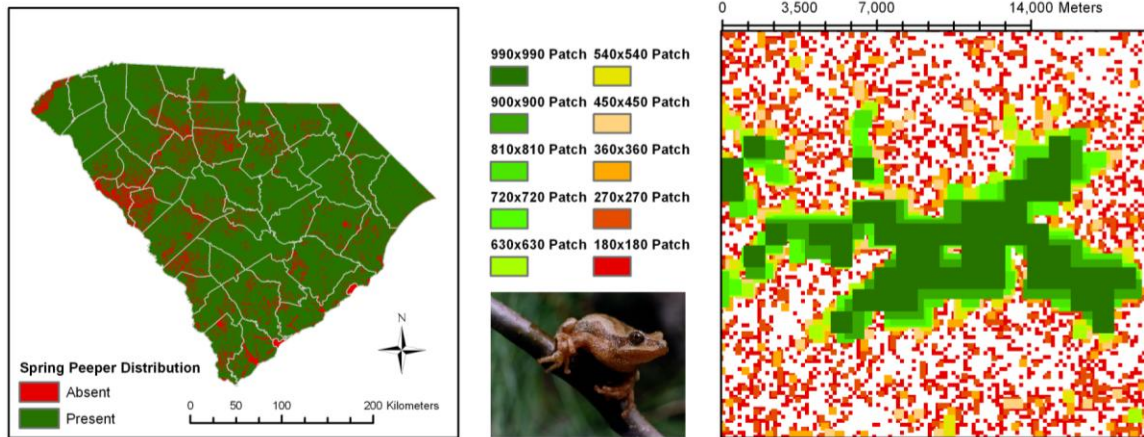 N
Spring Peeper Distribution
Absent
Present
0 50 100 200 Kilometers
990x990 Patch 540x540 Patch
900x900 Patch 450x450 Patch
810x810 Patch 360x360 Patch
720x720 Patch 270x270 Patch
630x630 Patch 180x180 Patch
0 3,500 7,000 14,000 Meters